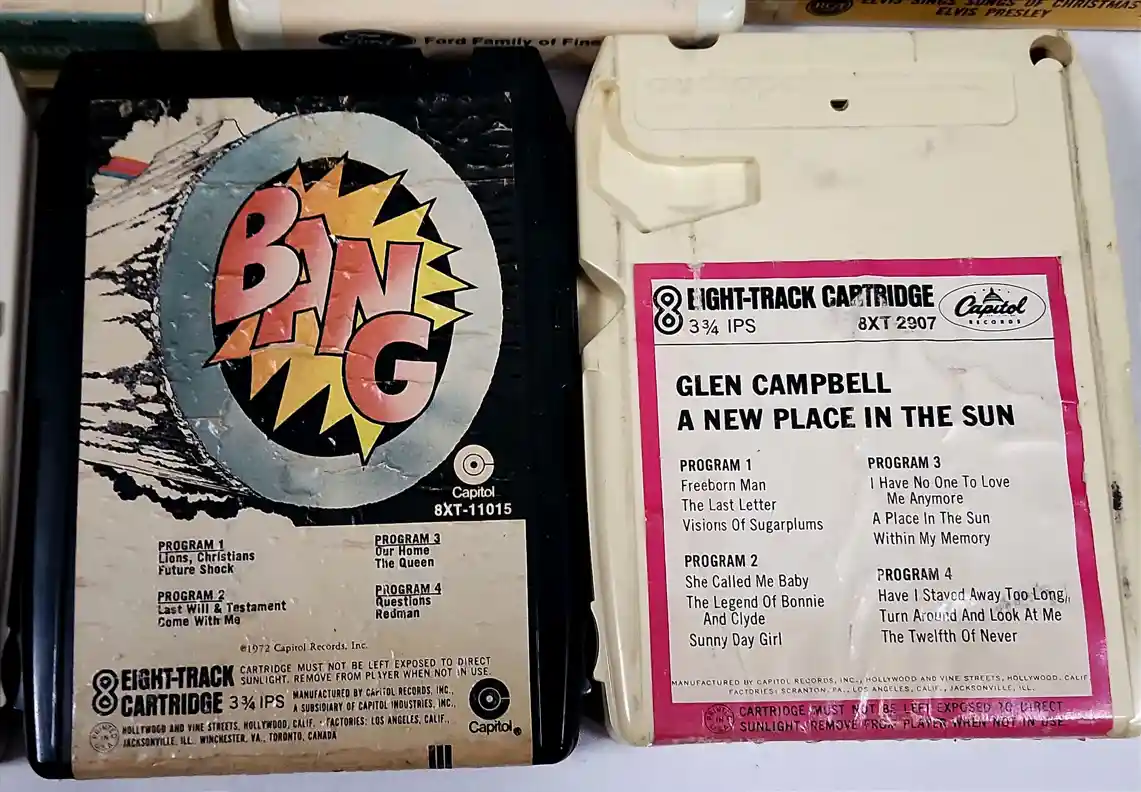 Ford
Ford Family of Fine
RCA
ELVIS SINGS SONGS OF CHRISTMAS
ELVIS PRESLEY
BANG
Capitol
8XT-11015
PROGRAM 1
Lions, Christians
Future Shock
PROGRAM 2
Last Will & Testament
Come With Me
PROGRAM 3
Our Home
The Queen
PROGRAM 4
Questions
Redman
℗1972 Capitol Records, Inc.
8 EIGHT-TRACK
CARTRIDGE 3¾ IPS
CARTRIDGE MUST NOT BE LEFT EXPOSED TO DIRECT
SUNLIGHT. REMOVE FROM PLAYER WHEN NOT IN USE.
MANUFACTURED BY CAPITOL RECORDS, INC.,
A SUBSIDIARY OF CAPITOL INDUSTRIES, INC.,
HOLLYWOOD AND VINE STREETS, HOLLYWOOD, CALIF. • FACTORIES: LOS ANGELES, CALIF.,
JACKSONVILLE, ILL. WINCHESTER, VA., TORONTO, CANADA
Capitol®
8 EIGHT-TRACK CARTRIDGE
3¾ IPS
8XT 2907
Capitol
RECORDS
GLEN CAMPBELL
A NEW PLACE IN THE SUN
PROGRAM 1
Freeborn Man
The Last Letter
Visions Of Sugarplums
PROGRAM 2
She Called Me Baby
The Legend Of Bonnie
And Clyde
Sunny Day Girl
PROGRAM 3
I Have No One To Love
Me Anymore
A Place In The Sun
Within My Memory
PROGRAM 4
Have I Stayed Away Too Long
Turn Around And Look At Me
The Twelfth Of Never
MANUFACTURED BY CAPITOL RECORDS, INC., HOLLYWOOD AND VINE STREETS, HOLLYWOOD, CALIF
FACTORIES: SCRANTON, PA., LOS ANGELES, CALIF., JACKSONVILLE, ILL.
CARTRIDGE MUST NOT BE LEFT EXPOSED TO DIRECT
SUNLIGHT, REMOVE FROM PLAYER WHEN NOT IN USE